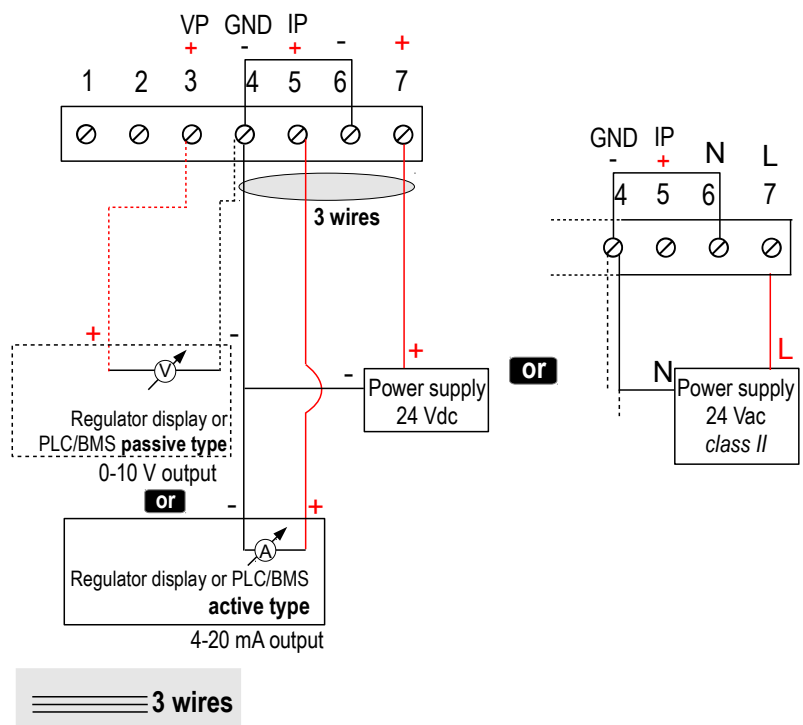 VP GND IP
+ - + - +
1 2 3 4 5 6 7
3 wires
+
-
V
Regulator display or
PLC/BMS passive type
0-10 V output
or
- +
A
Regulator display or PLC/BMS
active type
4-20 mA output
- +
Power supply
24 Vdc
or
GND IP N L
- +
4 5 6 7
N L
Power supply
24 Vac
class II
3 wires